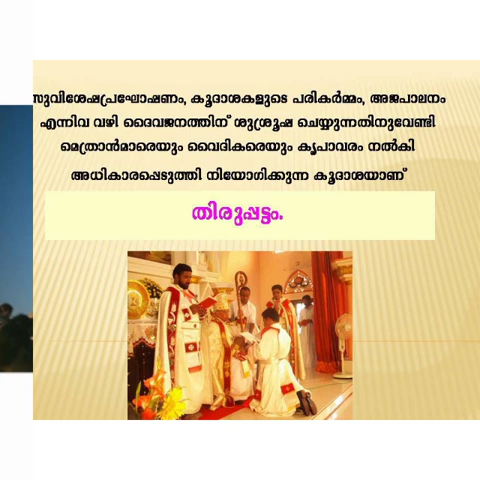 സുവിശേഷപ്രഘോഷണം, കൂദാശകളുടെ പരികർമ്മം, അജപാലനം
എന്നിവ വഴി ദൈവജനത്തിന് ശുശ്രൂഷ ചെയ്യുന്നതിനുവേണ്ടി
മെത്രാൻമാരെയും വൈദികരെയും കൃപാവരം നൽകി
അധികാരപ്പെടുത്തി നിയോഗിക്കുന്ന കൂദാശയാണ്
തിരുപ്പട്ടം.